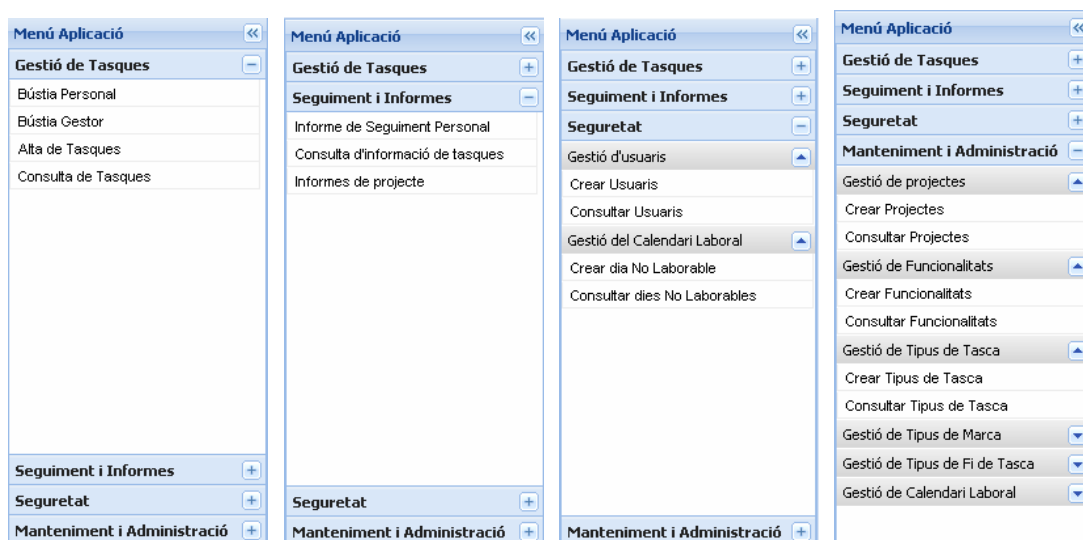 Menú Aplicació
Gestió de Tasques
Bústia Personal
Bústia Gestor
Alta de Tasques
Consulta de Tasques
Seguiment i Informes
Seguretat
Manteniment i Administració
Menú Aplicació
Gestió de Tasques
Seguiment i Informes
Informe de Seguiment Personal
Consulta d'informació de tasques
Informes de projecte
Seguretat
Manteniment i Administració
Menú Aplicació
Gestió de Tasques
Seguiment i Informes
Seguretat
Gestió d'usuaris
Crear Usuaris
Consultar Usuaris
Gestió del Calendari Laboral
Crear dia No Laborable
Consultar dies No Laborables
Manteniment i Administració
Menú Aplicació
Gestió de Tasques
Seguiment i Informes
Seguretat
Manteniment i Administració
Gestió de projectes
Crear Projectes
Consultar Projectes
Gestió de Funcionalitats
Crear Funcionalitats
Consultar Funcionalitats
Gestió de Tipus de Tasca
Crear Tipus de Tasca
Consultar Tipus de Tasca
Gestió de Tipus de Marca
Gestió de Tipus de Fi de Tasca
Gestió de Calendari Laboral